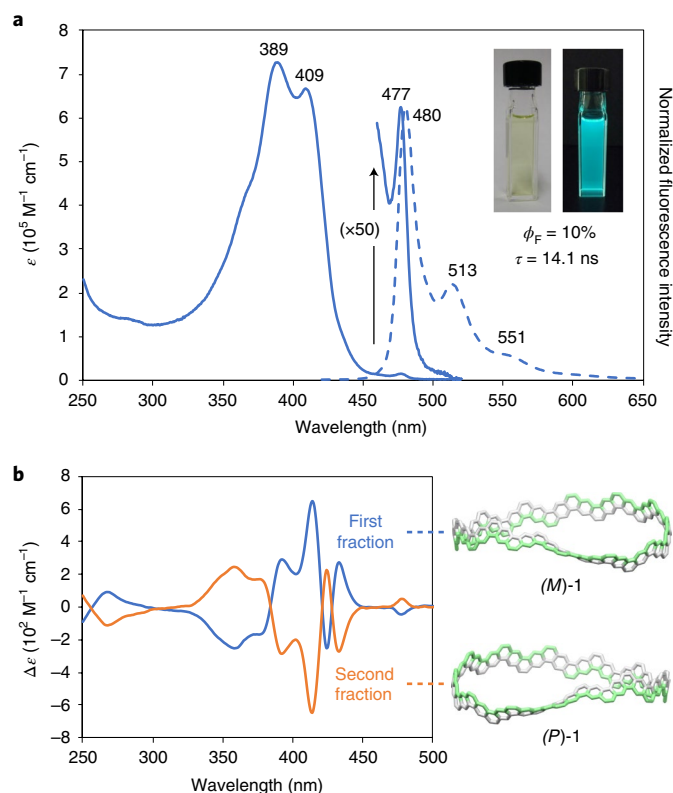 a
8
7
6
5
4
3
2
1
0
ε (10⁵ M⁻¹ cm⁻¹)
389
409
477
480
(×50)
513
551
ϕF = 10%
τ = 14.1 ns
Normalized fluorescence intensity
250 300 350 400 450 500 550 600 650
Wavelength (nm)
b
8
6
4
2
0
−2
−4
−6
−8
Δε (10² M⁻¹ cm⁻¹)
First
fraction
Second
fraction
250 300 350 400 450 500
Wavelength (nm)
(M)-1
(P)-1